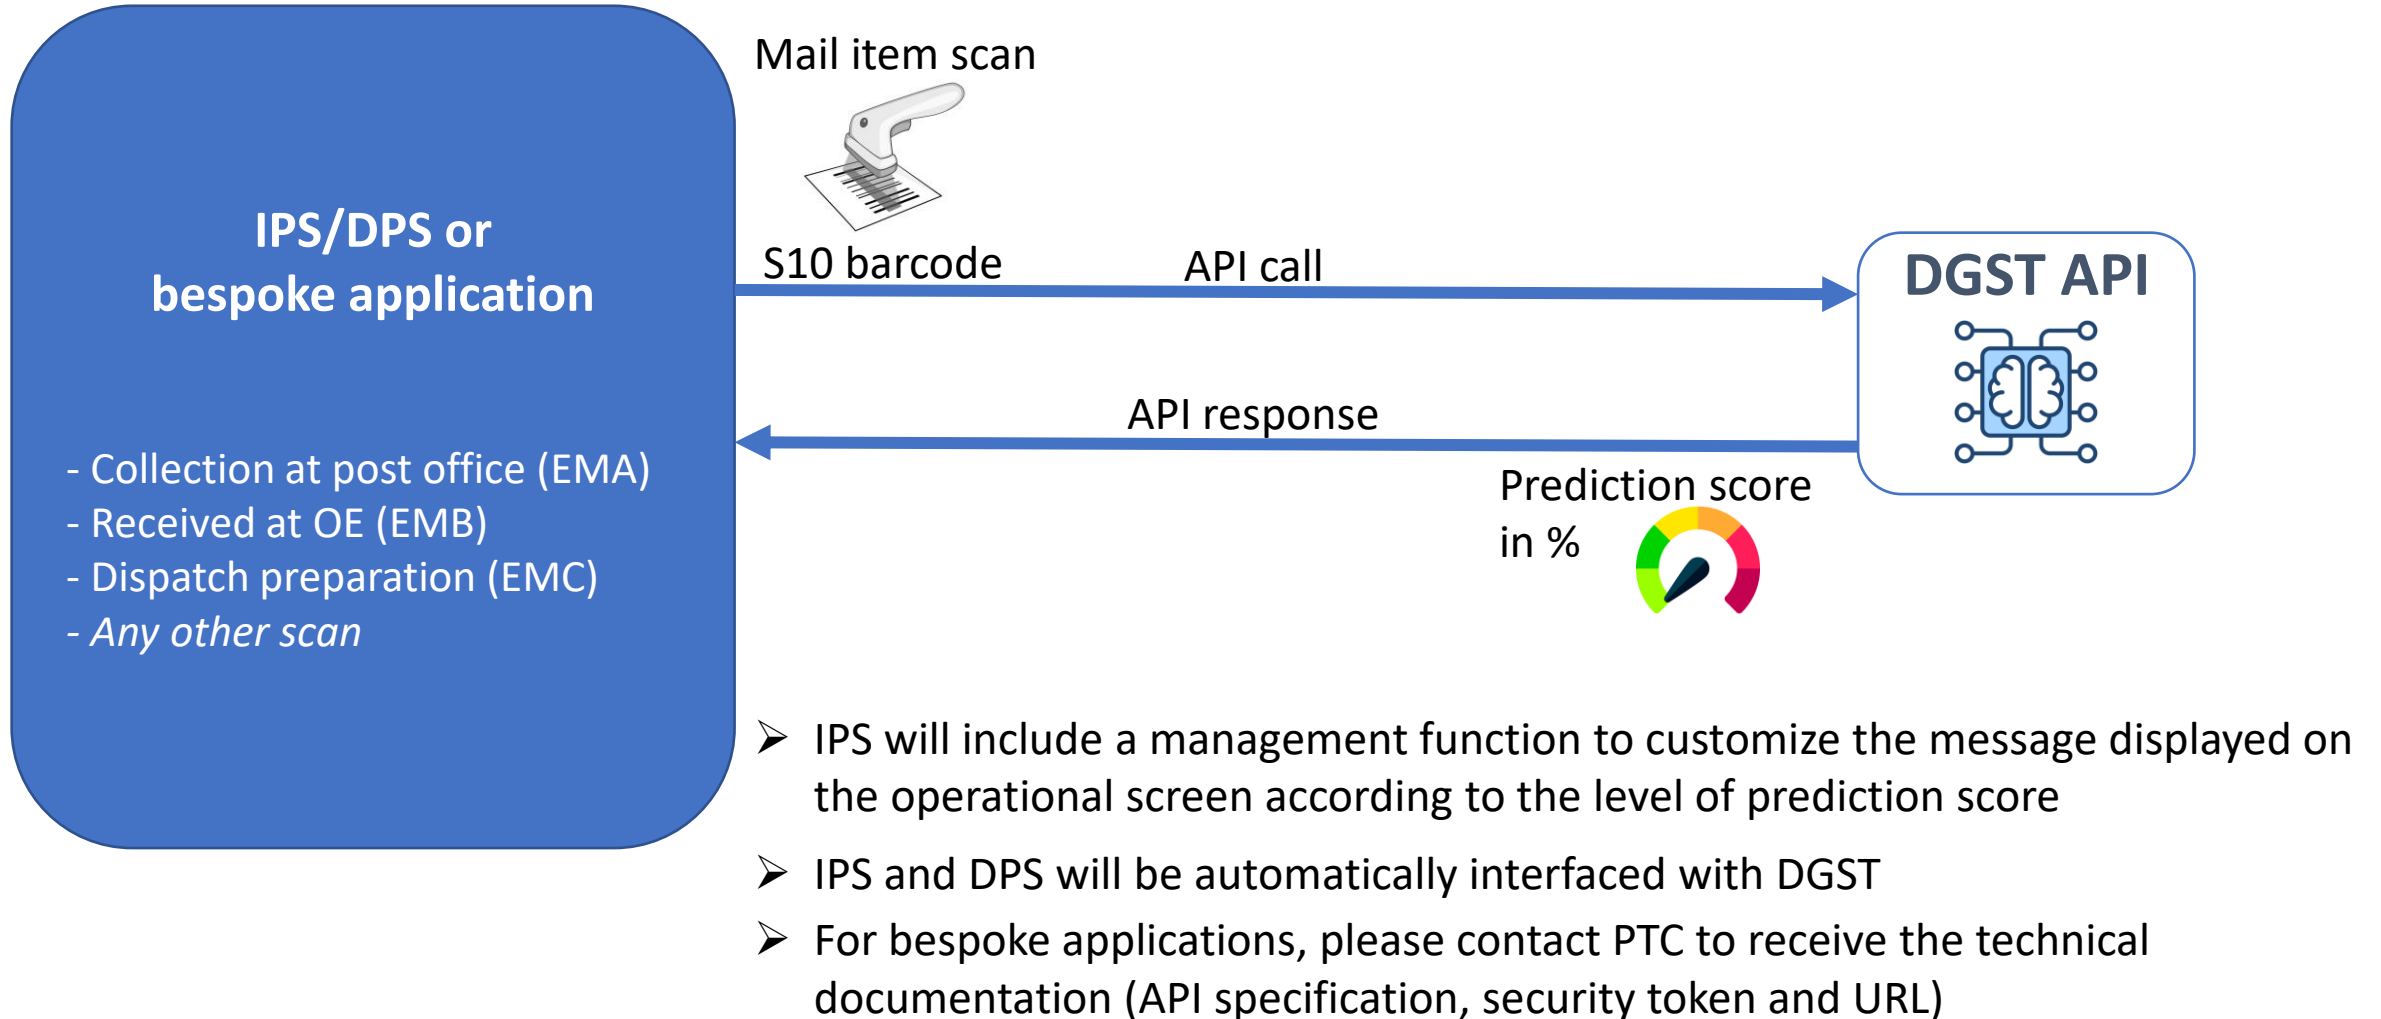 IPS/DPS or
bespoke application
- Collection at post office (EMA)
- Received at OE (EMB)
- Dispatch preparation (EMC)
- Any other scan
Mail item scan
S10 barcode
API call
DGST API
API response
Prediction score
in %
➢ IPS will include a management function to customize the message displayed on
the operational screen according to the level of prediction score
➢ IPS and DPS will be automatically interfaced with DGST
➢ For bespoke applications, please contact PTC to receive the technical
documentation (API specification, security token and URL)